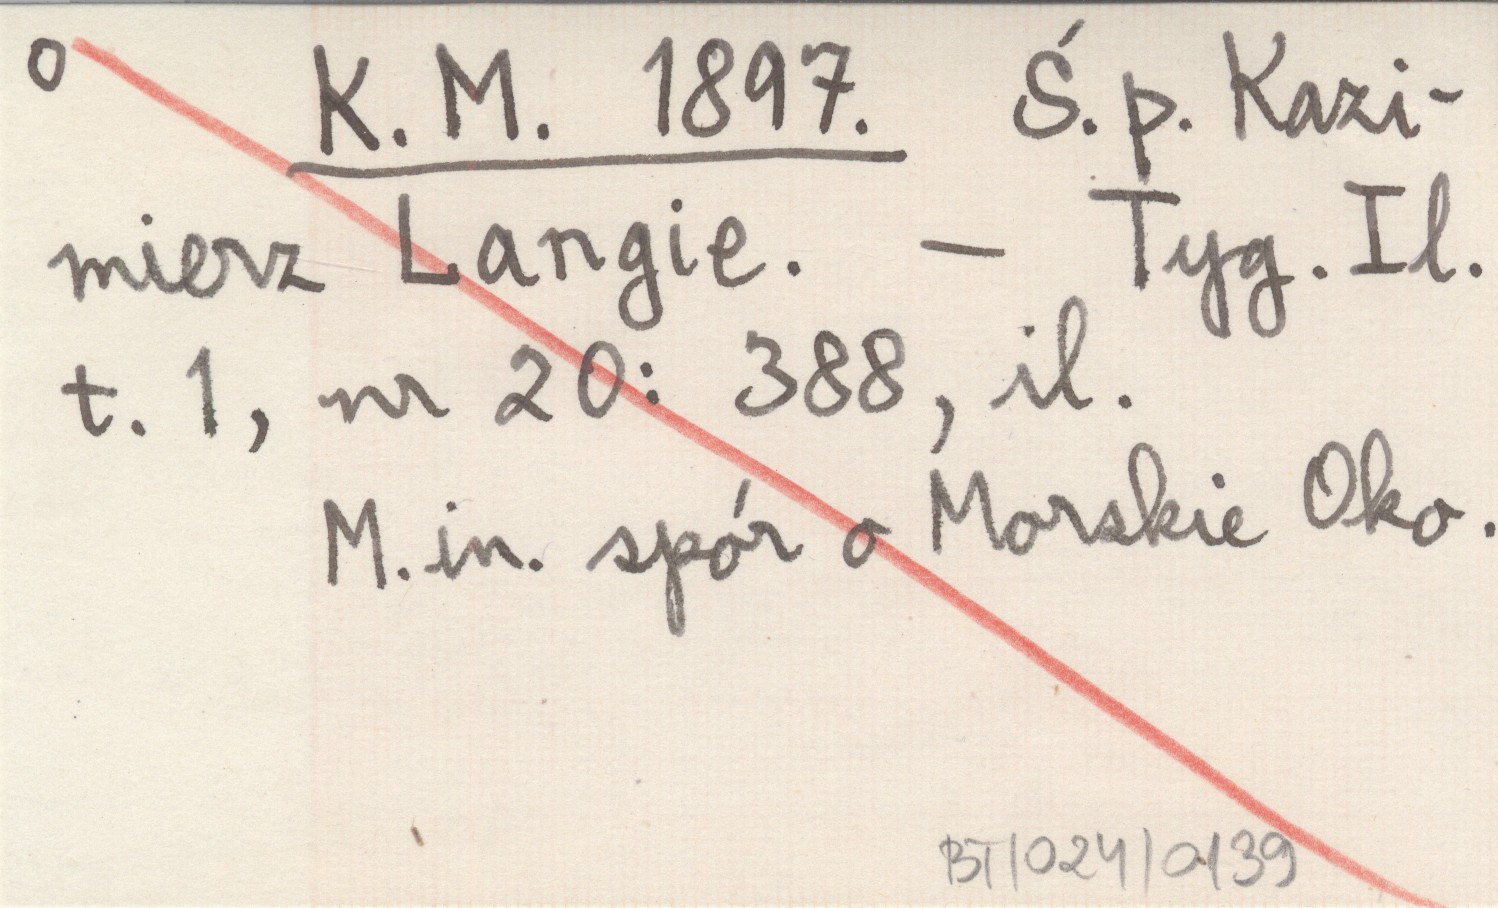 o K. M. 1897. Ś. p. Kazi-
mierz Langie. — Tyg. Il.
t. 1, nr 20: 388, il.
M. in. spór o Morskie Oko.
BT/024/0139